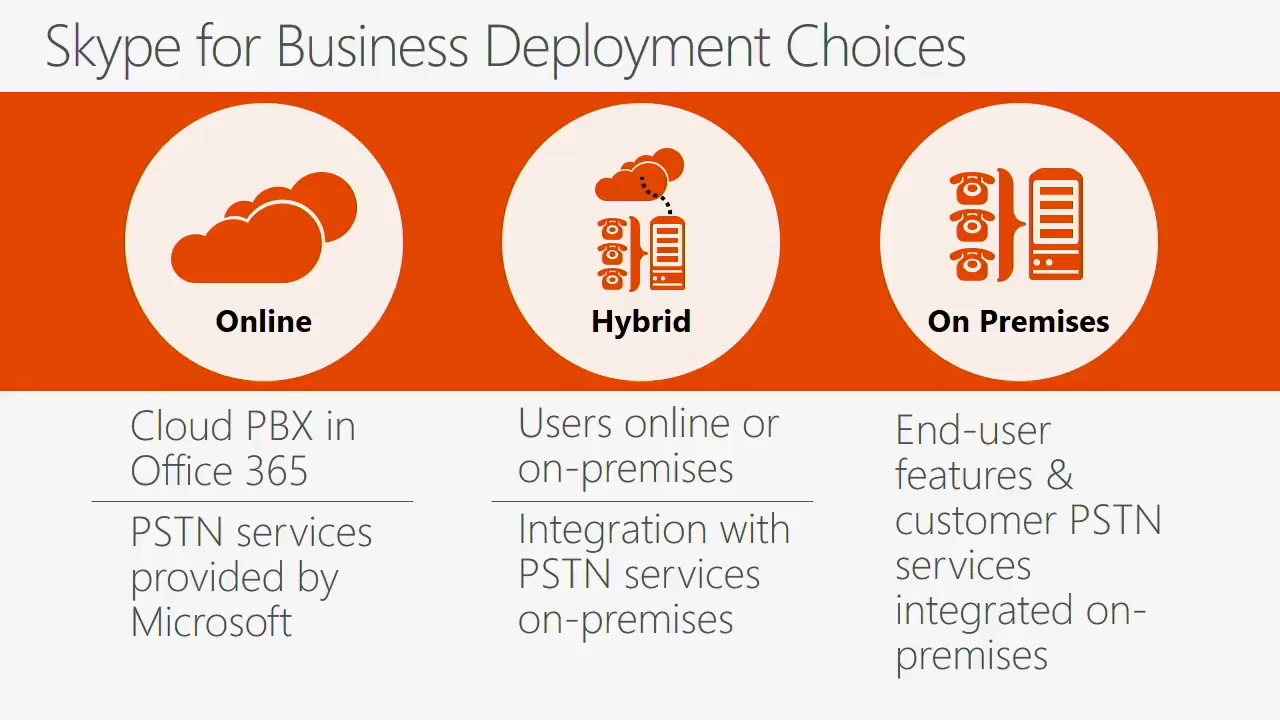 Skype for Business Deployment Choices
Online
Hybrid
On Premises
Cloud PBX in
Office 365
PSTN services
provided by
Microsoft
Users online or
on-premises
Integration with
PSTN services
on-premises
End-user
features &
customer PSTN
services
integrated on-
premises